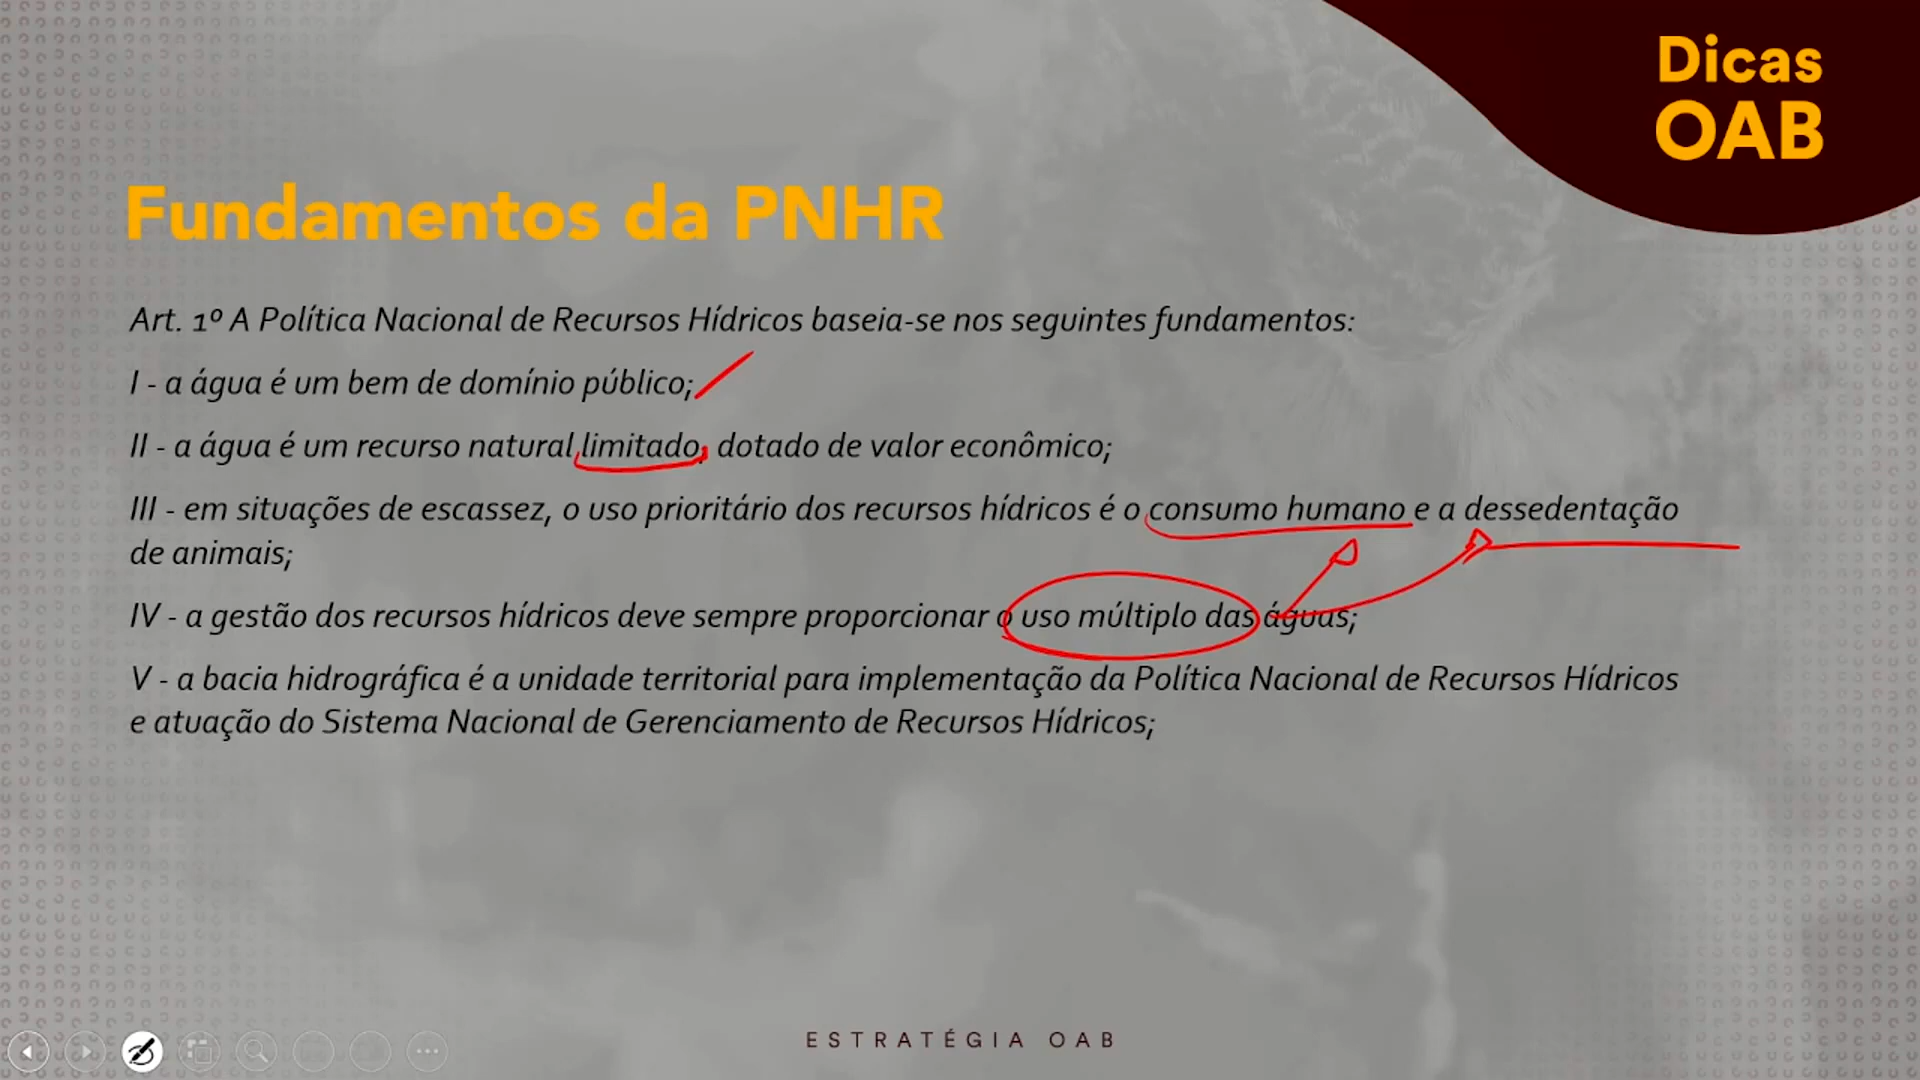 Dicas
OAB
Fundamentos da PNHR
Art. 1º A Política Nacional de Recursos Hídricos baseia-se nos seguintes fundamentos:
I - a água é um bem de domínio público;
II - a água é um recurso natural limitado, dotado de valor econômico;
III - em situações de escassez, o uso prioritário dos recursos hídricos é o consumo humano e a dessedentação
de animais;
IV - a gestão dos recursos hídricos deve sempre proporcionar o uso múltiplo das águas;
V - a bacia hidrográfica é a unidade territorial para implementação da Política Nacional de Recursos Hídricos
e atuação do Sistema Nacional de Gerenciamento de Recursos Hídricos;
ESTRATÉGIA OAB